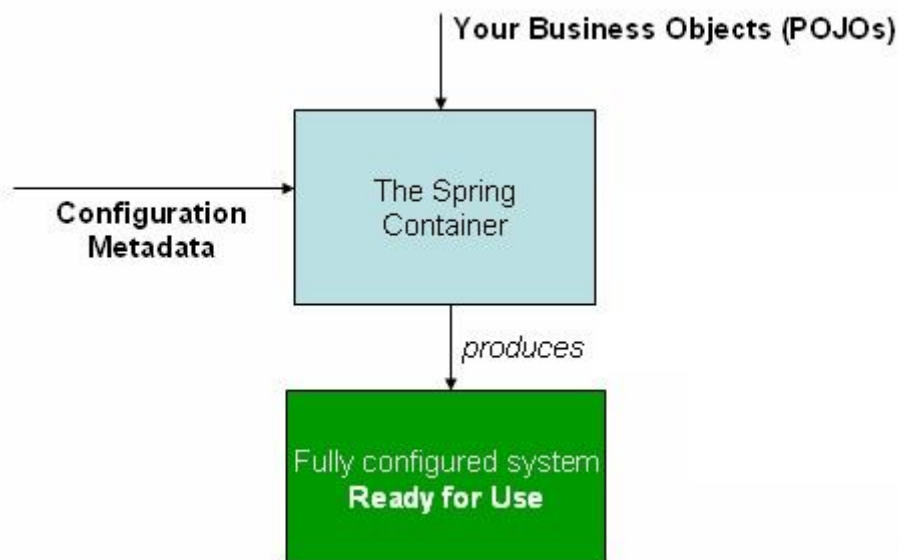 Your Business Objects (POJOs)
The Spring
Container
Configuration
Metadata
produces
Fully configured system
Ready for Use